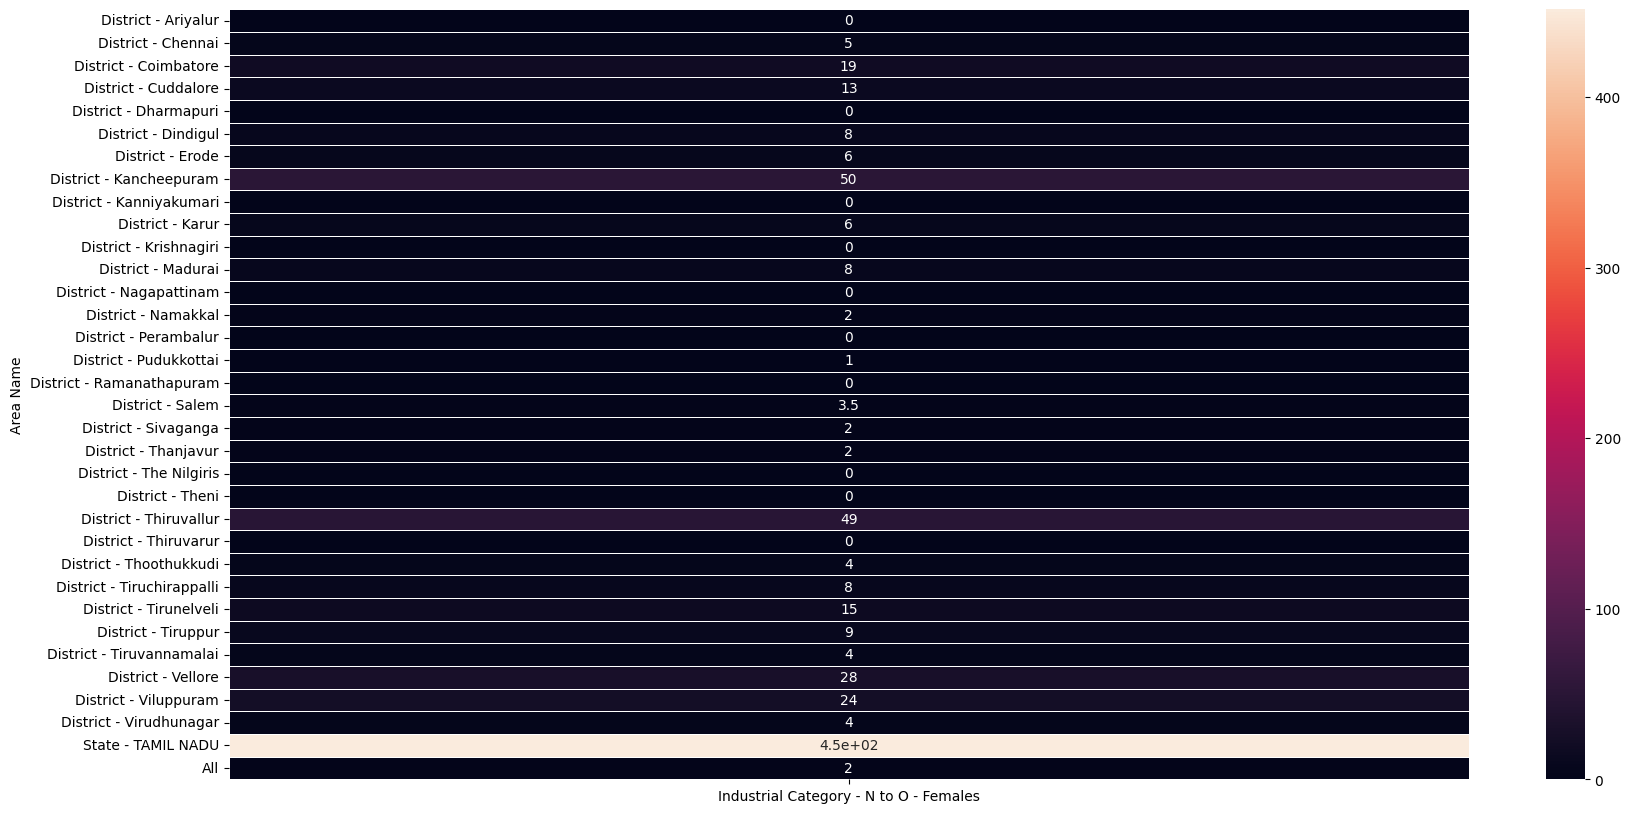 District - Ariyalur 0
District - Chennai 5
District - Coimbatore 19
District - Cuddalore 13
District - Dharmapuri 0
District - Dindigul 8
District - Erode 6
District - Kancheepuram 50
District - Kanniyakumari 0
District - Karur 6
District - Krishnagiri 0
District - Madurai 8
District - Nagapattinam 0
District - Namakkal 2
District - Perambalur 0
District - Pudukkottai 1
District - Ramanathapuram 0
District - Salem 3.5
District - Sivaganga 2
District - Thanjavur 2
District - The Nilgiris 0
District - Theni 0
District - Thiruvallur 49
District - Thiruvarur 0
District - Thoothukkudi 4
District - Tiruchirappalli 8
District - Tirunelveli 15
District - Tiruppur 9
District - Tiruvannamalai 4
District - Vellore 28
District - Viluppuram 24
District - Virudhunagar 4
State - TAMIL NADU 4.5e+02
All 2
Area Name
Industrial Category - N to O - Females
400
300
200
100
0